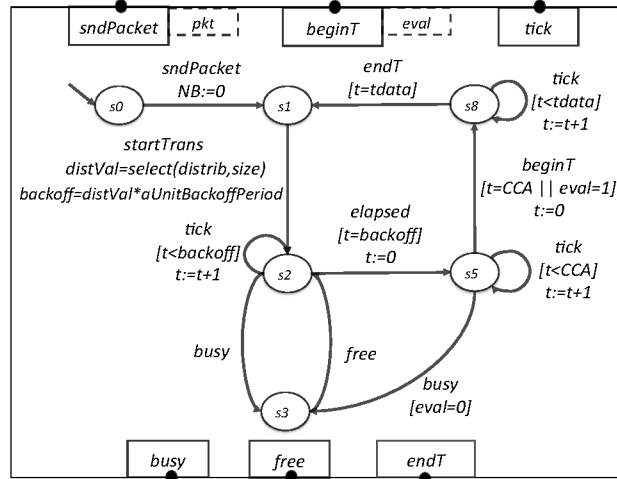 sndPacket pkt beginT eval tick
sndPacket
NB:=0
endT
[t=tdata]
tick
[t<tdata]
t:=t+1
s0
s1
s8
startTrans
distVal=select(distrib,size)
backoff=distVal*aUnitBackoffPeriod
beginT
[t=CCA || eval=1]
t:=0
tick
[t<backoff]
t:=t+1
elapsed
[t=backoff]
t:=0
tick
[t<CCA]
t:=t+1
s2
s5
busy
free
busy
[eval=0]
s3
busy free endT